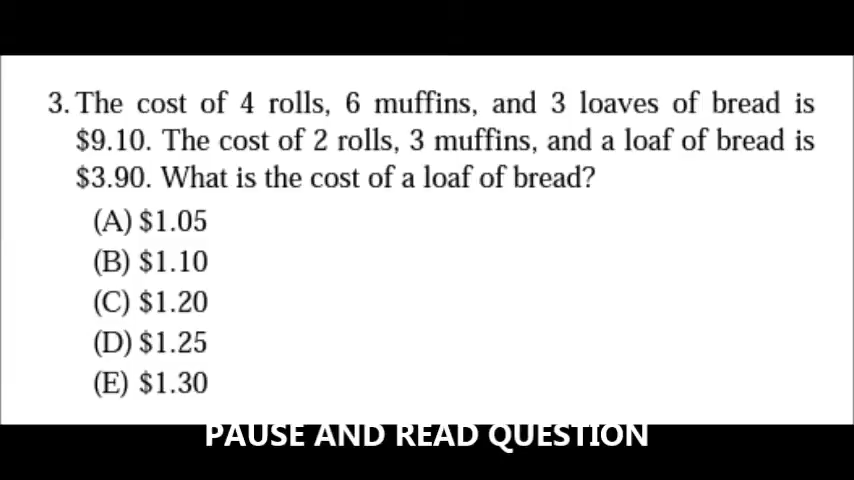 3. The cost of 4 rolls, 6 muffins, and 3 loaves of bread is
$9.10. The cost of 2 rolls, 3 muffins, and a loaf of bread is
$3.90. What is the cost of a loaf of bread?
(A) $1.05
(B) $1.10
(C) $1.20
(D) $1.25
(E) $1.30
PAUSE AND READ QUESTION